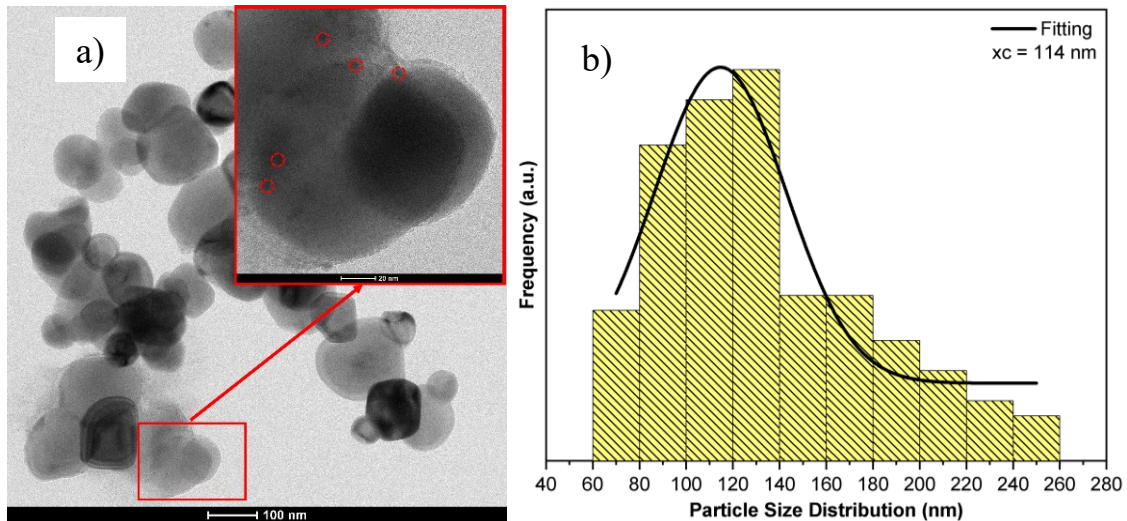 a)
20 nm
100 nm
b)
Fitting
xc = 114 nm
Frequency (a.u.)
40 60 80 100 120 140 160 180 200 220 240 260 280
Particle Size Distribution (nm)